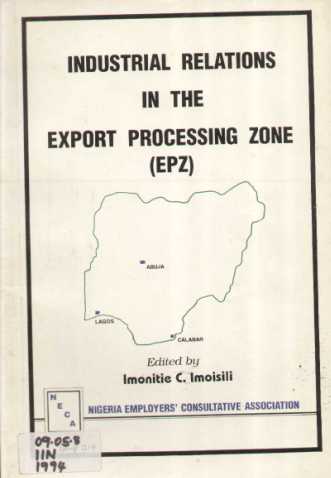 INDUSTRIAL RELATIONS
IN THE
EXPORT PROCESSING ZONE
(EPZ)
ABUJA
LAGOS
CALABAR
Edited by
Imonitie C. Imoisili
N
E
C
A
NIGERIA EMPLOYERS' CONSULTATIVE ASSOCIATION
09·05·8
IIN
1994